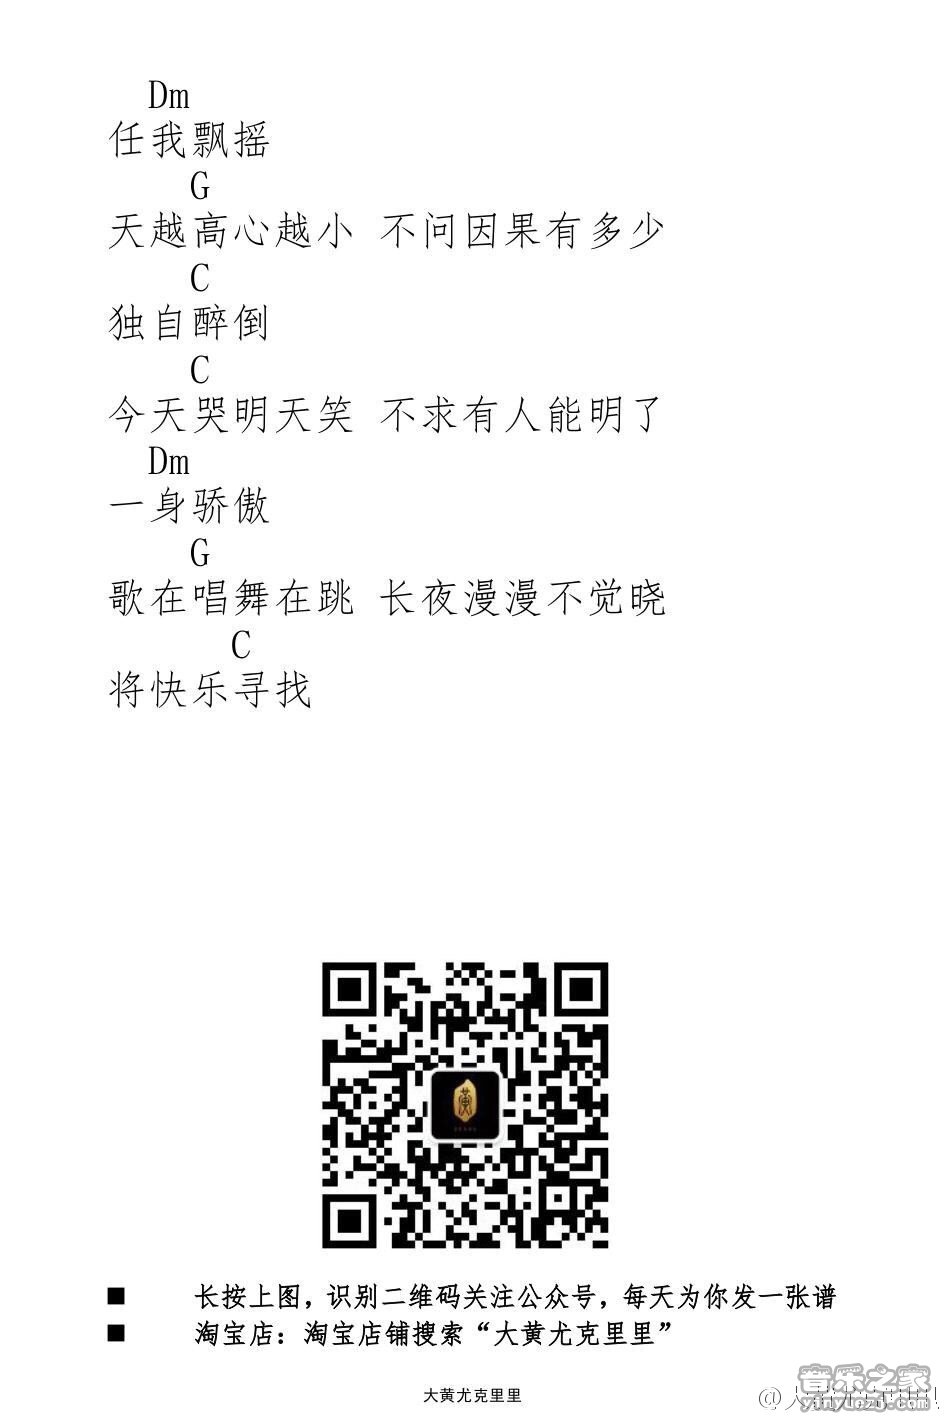 Dm
任我飘摇
G
天越高心越小 不问因果有多少
C
独自醉倒
C
今天哭明天笑 不求有人能明了
Dm
一身骄傲
G
歌在唱舞在跳 长夜漫漫不觉晓
C
将快乐寻找
黄
■ 长按上图，识别二维码关注公众号，每天为你发一张谱
■ 淘宝店：淘宝店铺搜索“大黄尤克里里”
大黄尤克里里
音乐之家
yinyuezj.com